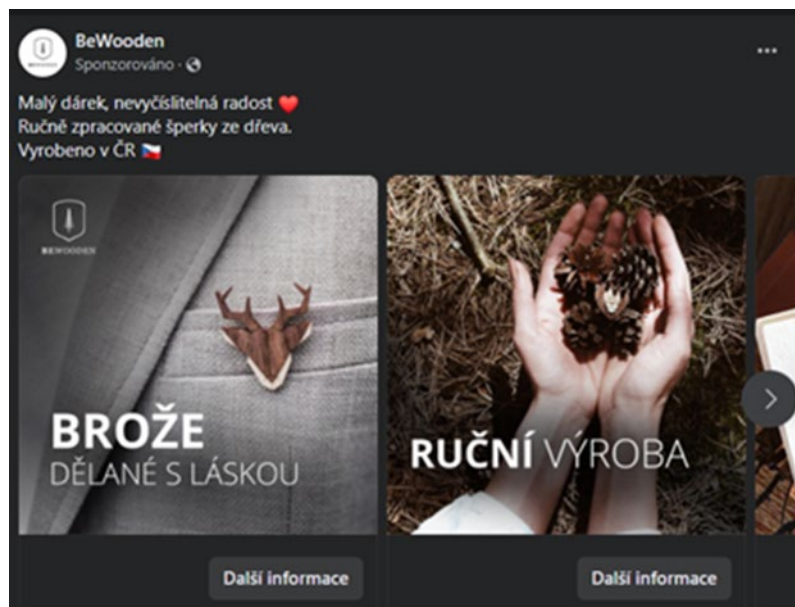 BeWooden
Sponzorováno ·
Malý dárek, nevyčíslitelná radost ❤️
Ručně zpracované šperky ze dřeva.
Vyrobeno v ČR 🇨🇿
BEWOODEN
BROŽE
DĚLANÉ S LÁSKOU
RUČNÍ VÝROBA
Další informace
Další informace